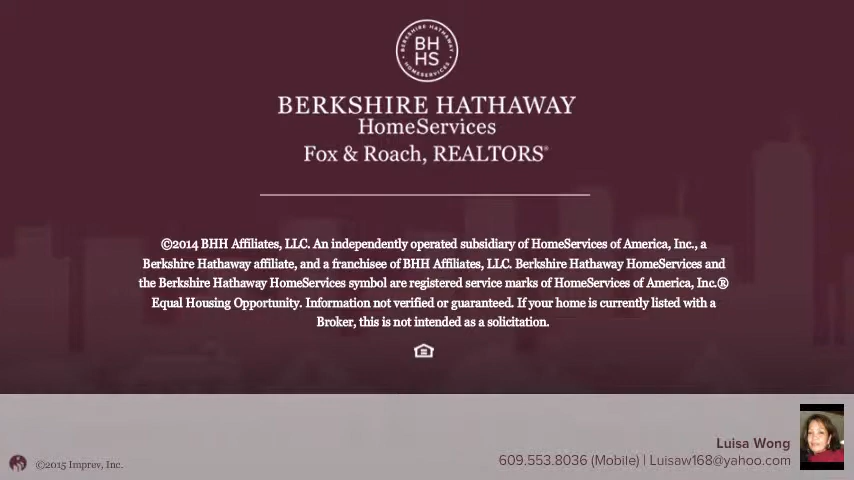 BERKSHIRE HATHAWAY
HOMESERVICES
BH
HS
BERKSHIRE HATHAWAY
HomeServices
Fox & Roach, REALTORS®
©2014 BHH Affiliates, LLC. An independently operated subsidiary of HomeServices of America, Inc., a
Berkshire Hathaway affiliate, and a franchisee of BHH Affiliates, LLC. Berkshire Hathaway HomeServices and
the Berkshire Hathaway HomeServices symbol are registered service marks of HomeServices of America, Inc.®
Equal Housing Opportunity. Information not verified or guaranteed. If your home is currently listed with a
Broker, this is not intended as a solicitation.
Luisa Wong
609.553.8036 (Mobile) | Luisaw168@yahoo.com
©2015 Imprev, Inc.